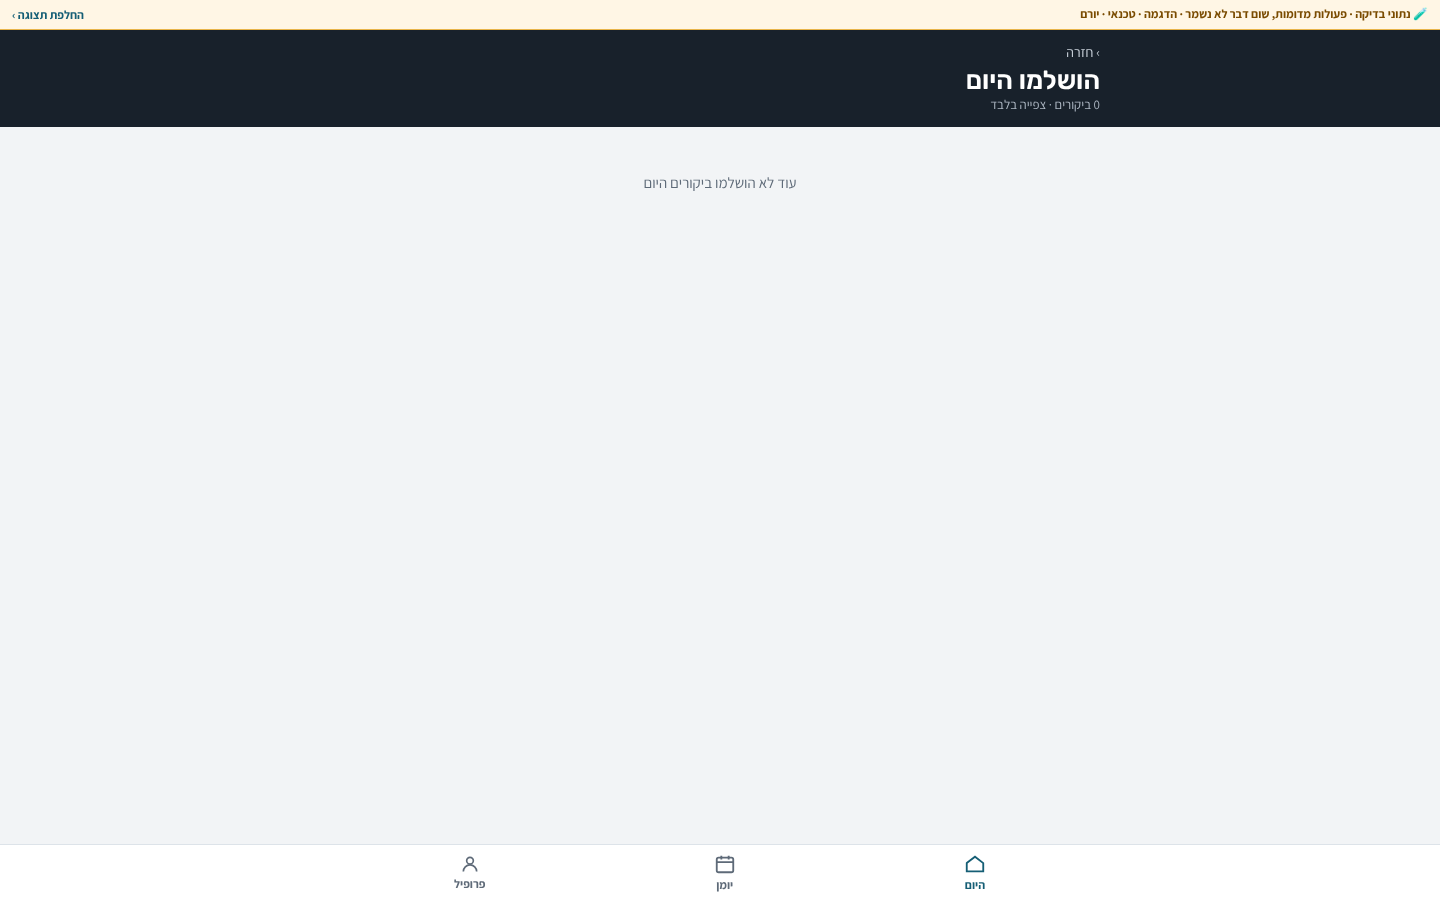 🧪 נתוני בדיקה · פעולות מדומות, שום דבר לא נשמר · הדגמה · טכנאי · יורם
החלפת תצוגה ›
› חזרה
הושלמו היום
0 ביקורים · צפייה בלבד
עוד לא הושלמו ביקורים היום
היום
יומן
פרופיל